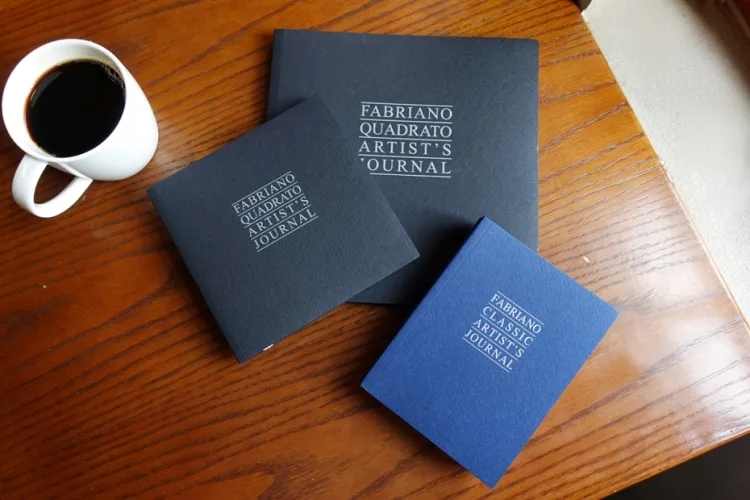 FABRIANO
QUADRATO
ARTIST'S
JOURNAL
FABRIANO
QUADRATO
ARTIST'S
JOURNAL
FABRIANO
CLASSIC
ARTIST'S
JOURNAL